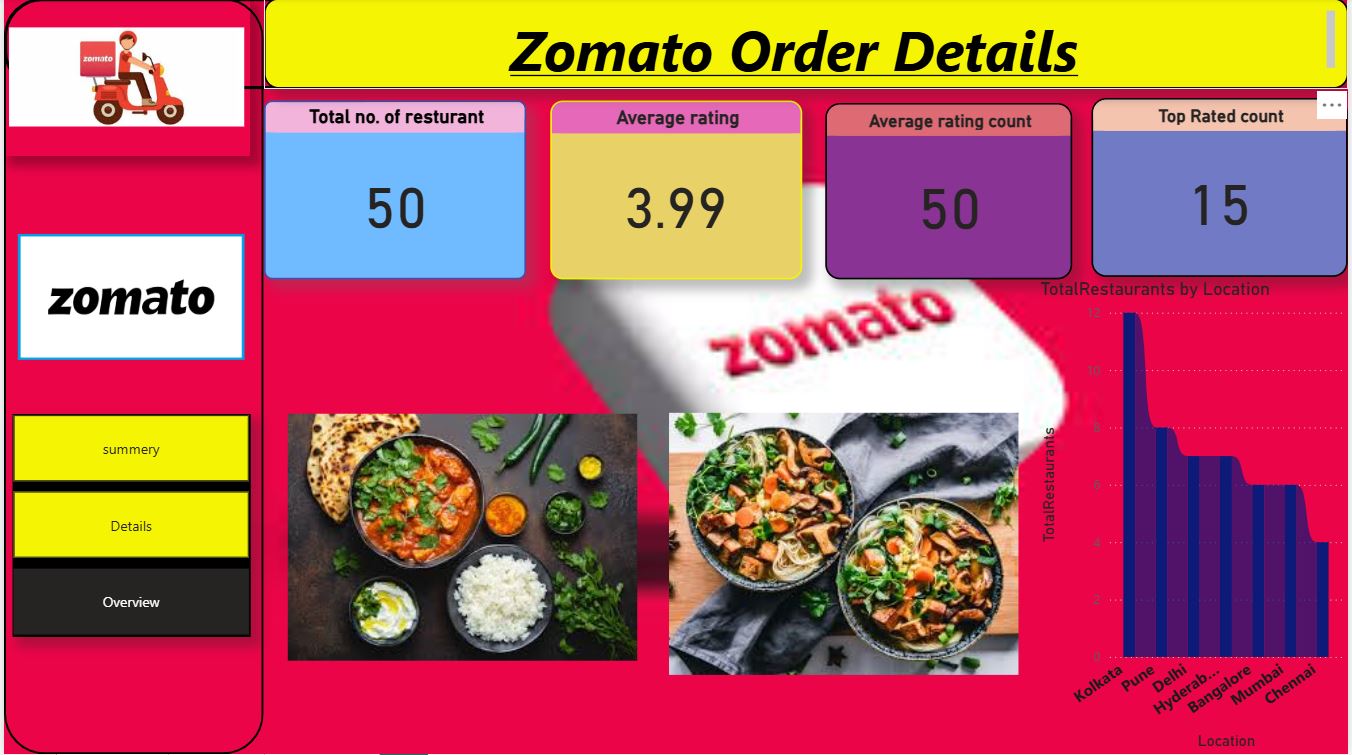 zomato
Zomato Order Details
Total no. of resturant
50
Average rating
3.99
Average rating count
50
Top Rated count
15
zomato
summery
Details
Overview
zomato
TotalRestaurants by Location
12
10
8
6
4
2
0
TotalRestaurants
Kolkata
Pune
Delhi
Hyderab...
Bangalore
Mumbai
Chennai
Location